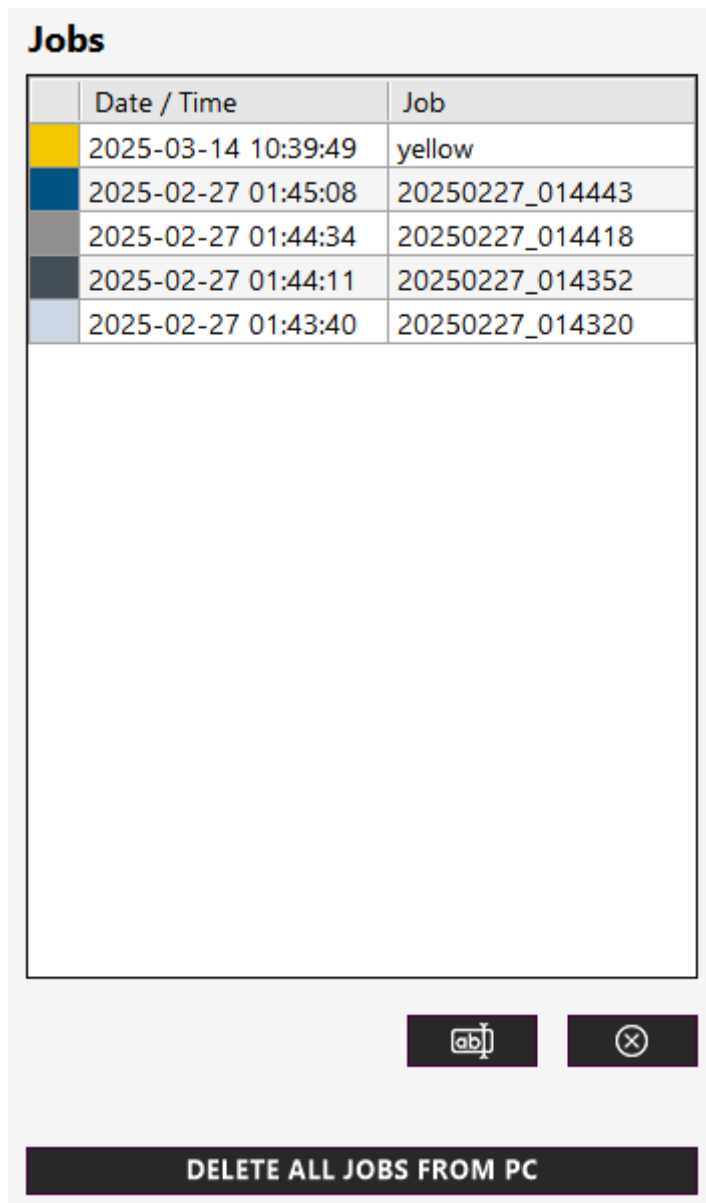 Jobs
Date / Time Job
2025-03-14 10:39:49 yellow
2025-02-27 01:45:08 20250227_014443
2025-02-27 01:44:34 20250227_014418
2025-02-27 01:44:11 20250227_014352
2025-02-27 01:43:40 20250227_014320
ab
DELETE ALL JOBS FROM PC